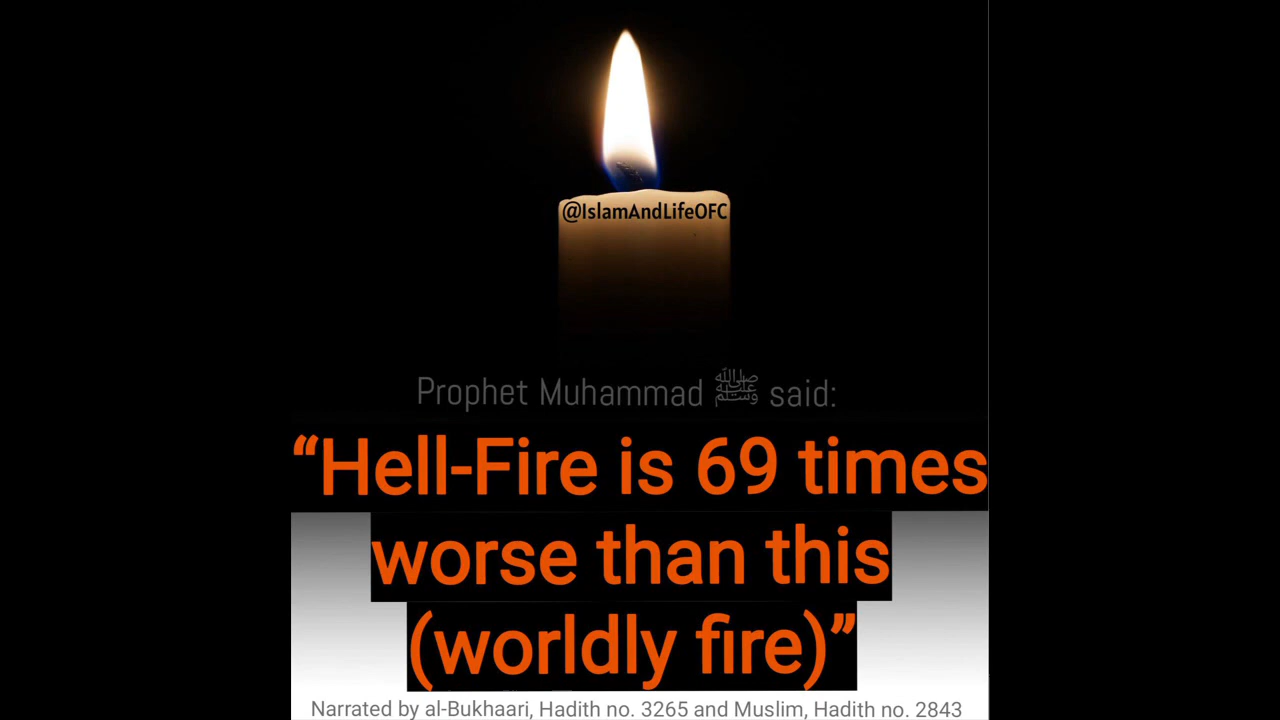 @IslamAndLifeOFC
Prophet Muhammad ﷺ said:
“Hell-Fire is 69 times
worse than this
(worldly fire)”
Narrated by al-Bukhaari, Hadith no. 3265 and Muslim, Hadith no. 2843